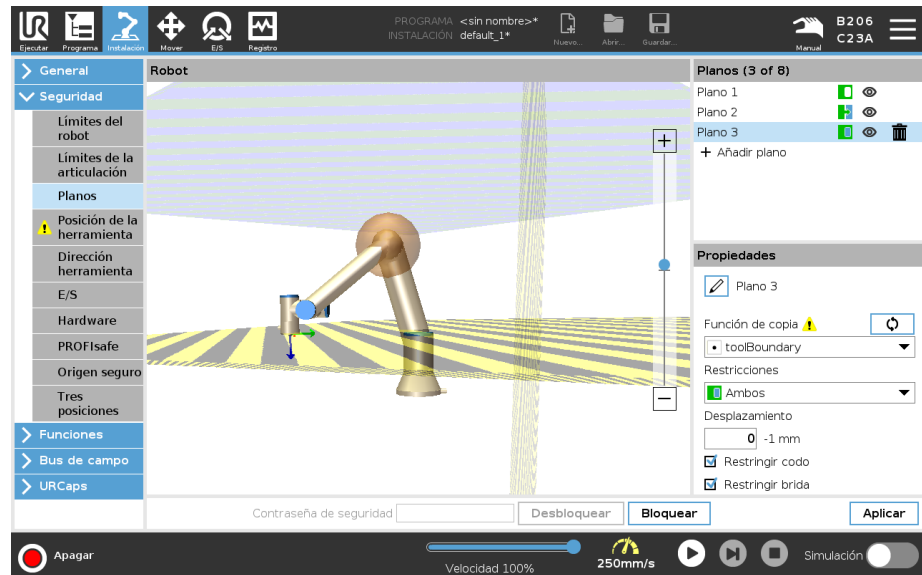 PROGRAMA <sin nombre>*
INSTALACIÓN default_1*
B206
C23A
Ejecutar Programa Instalación Mover E/S Registro Nuevo... Abrir... Guardar... Manual
General
Seguridad
Límites del
robot
Límites de la
articulación
Planos
Posición de la
herramienta
Dirección
herramienta
E/S
Hardware
PROFIsafe
Origen seguro
Tres
posiciones
Funciones
Bus de campo
URCaps
Robot
Planos (3 of 8)
Plano 1
Plano 2
Plano 3
+ Añadir plano
Propiedades
Plano 3
Función de copia
toolBoundary
Restricciones
Ambos
Desplazamiento
0 -1 mm
Restringir codo
Restringir brida
Contraseña de seguridad Desbloquear Bloquear Aplicar
Apagar
Velocidad 100%
250mm/s
Simulación